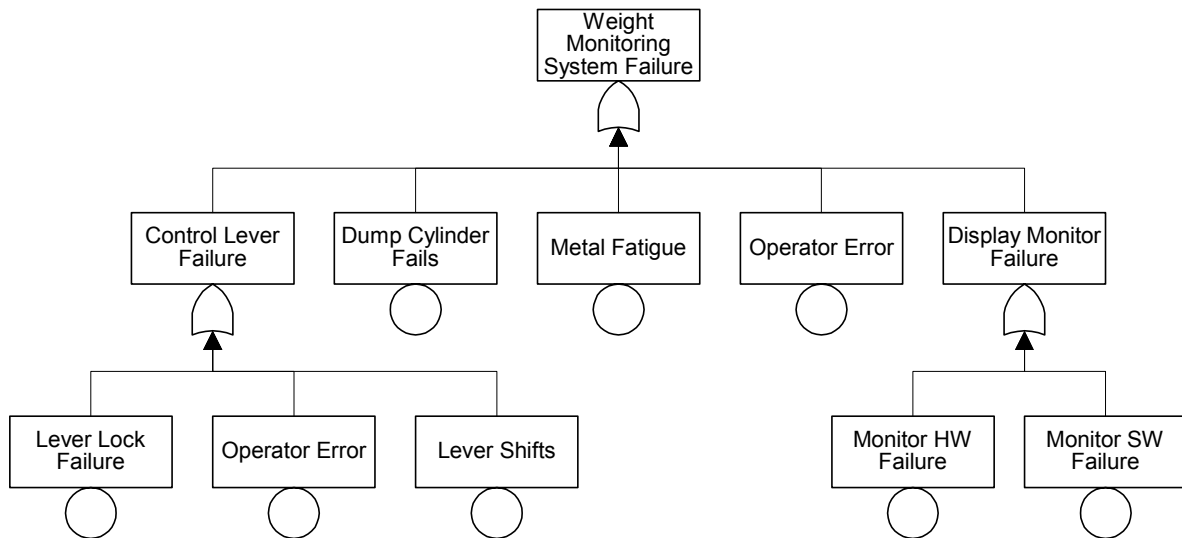 Weight
Monitoring
System Failure
Control Lever
Failure
Dump Cylinder
Fails
Metal Fatigue
Operator Error
Display Monitor
Failure
Lever Lock
Failure
Operator Error
Lever Shifts
Monitor HW
Failure
Monitor SW
Failure